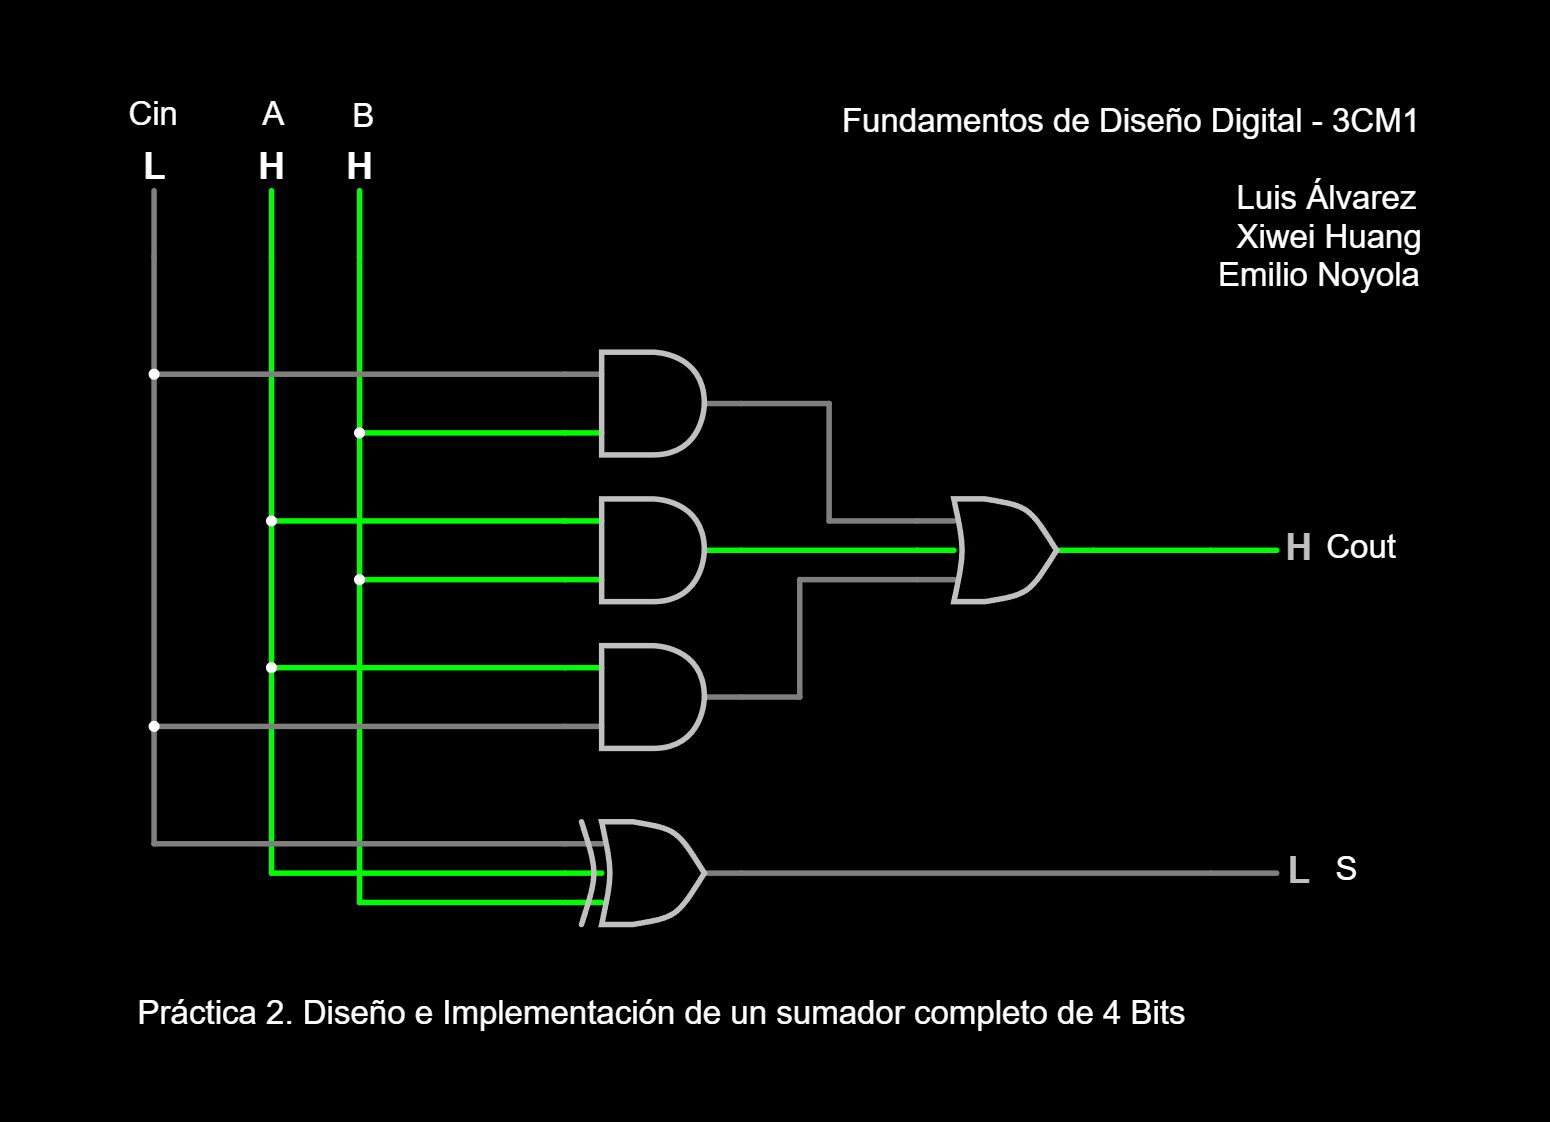 Cin A B
L H H
Fundamentos de Diseño Digital - 3CM1
Luis Álvarez
Xiwei Huang
Emilio Noyola
H Cout
L S
Práctica 2. Diseño e Implementación de un sumador completo de 4 Bits